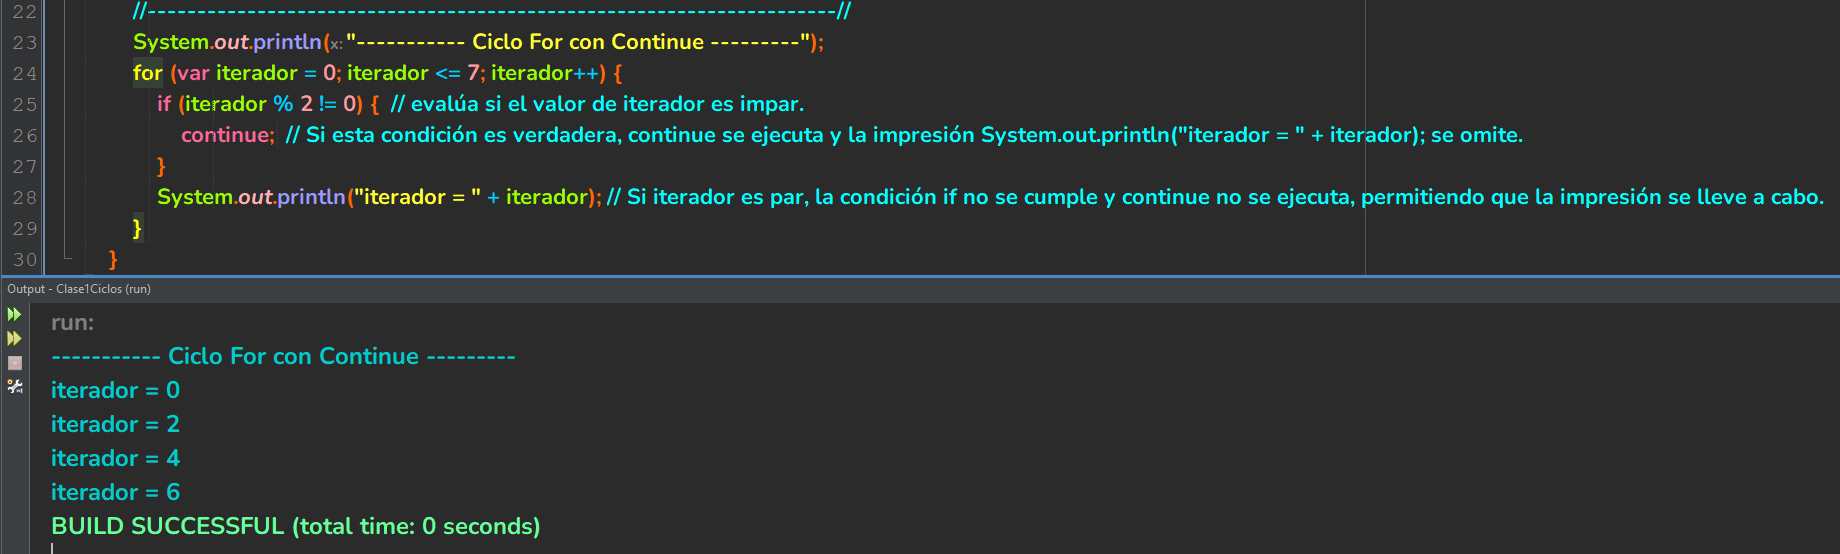 22 //---------------------------------------------------------------------//
23 System.out.println(x: "----------- Ciclo For con Continue ---------");
24 for (var iterador = 0; iterador <= 7; iterador++) {
25 if (iterador % 2 != 0) { // evalúa si el valor de iterador es impar.
26 continue; // Si esta condición es verdadera, continue se ejecuta y la impresión System.out.println("iterador = " + iterador); se omite.
27 }
28 System.out.println("iterador = " + iterador); // Si iterador es par, la condición if no se cumple y continue no se ejecuta, permitiendo que la impresión se lleve a cabo.
29 }
30 }
Output - Clase1Ciclos (run)
run:
----------- Ciclo For con Continue ---------
iterador = 0
iterador = 2
iterador = 4
iterador = 6
BUILD SUCCESSFUL (total time: 0 seconds)